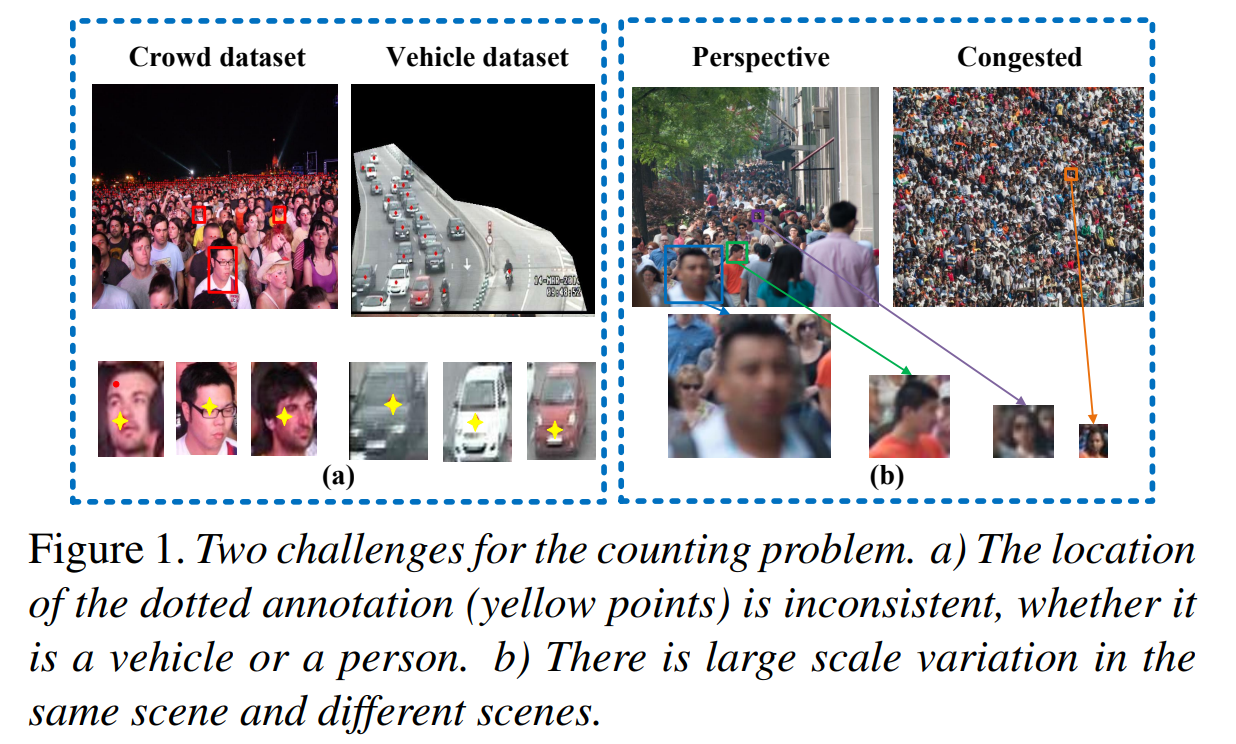 Crowd dataset
Vehicle dataset
Perspective
Congested
(a)
(b)
Figure 1. Two challenges for the counting problem. a) The location
of the dotted annotation (yellow points) is inconsistent, whether it
is a vehicle or a person. b) There is large scale variation in the
same scene and different scenes.